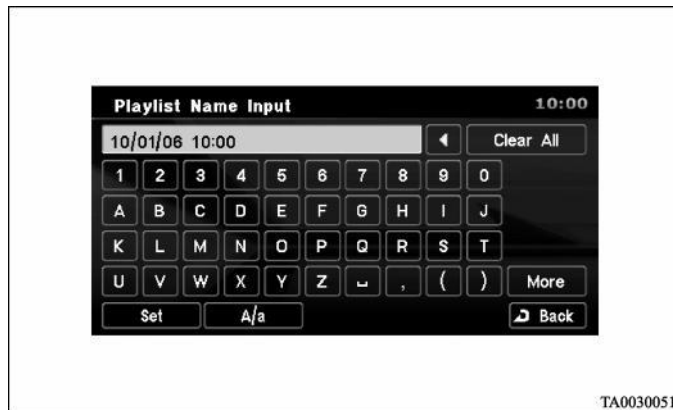 Playlist Name Input 10:00
10/01/06 10:00 ◀ Clear All
1 2 3 4 5 6 7 8 9 0
A B C D E F G H I J
K L M N O P Q R S T
U V W X Y Z ␣ , ( ) More
Set A/a Back
TA0030051